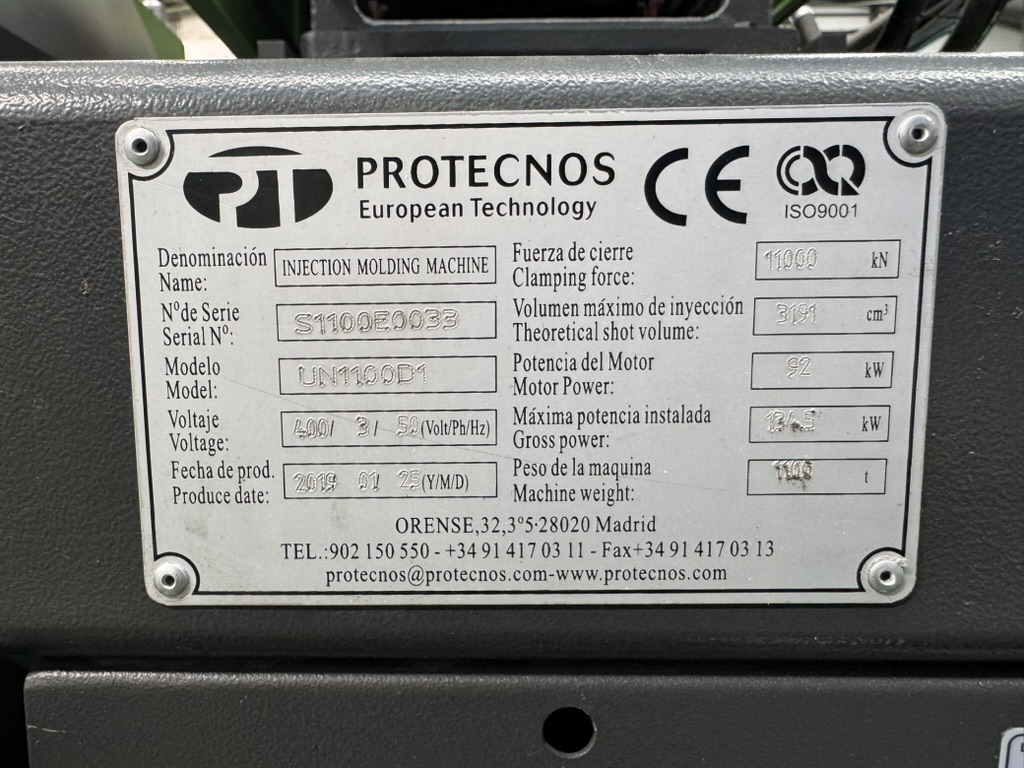 PT PROTECNOS
European Technology
CE
ISO9001
Denominación
Name: INJECTION MOLDING MACHINE
NºdeSerie
Serial Nº: S1100E0033
Modelo
Model: UN1100D1
Voltaje
Voltage: 400/ 3/ 50 (Volt/Ph/Hz)
Fecha de prod.
Produce date: 2019 01 25 (Y/M/D)
Fuerza de cierre
Clamping force: 11000 kN
Volumen máximo de inyección
Theoretical shot volume: 3191 cm³
Potencia del Motor
Motor Power: 92 kW
Máxima potencia instalada
Gross power: 134.5 kW
Peso de la maquina
Machine weight: t
ORENSE,32,3º5·28020 Madrid
TEL.:902 150 550 - +34 91 417 03 11 - Fax+34 91 417 03 13
protecnos@protecnos.com-www.protecnos.com